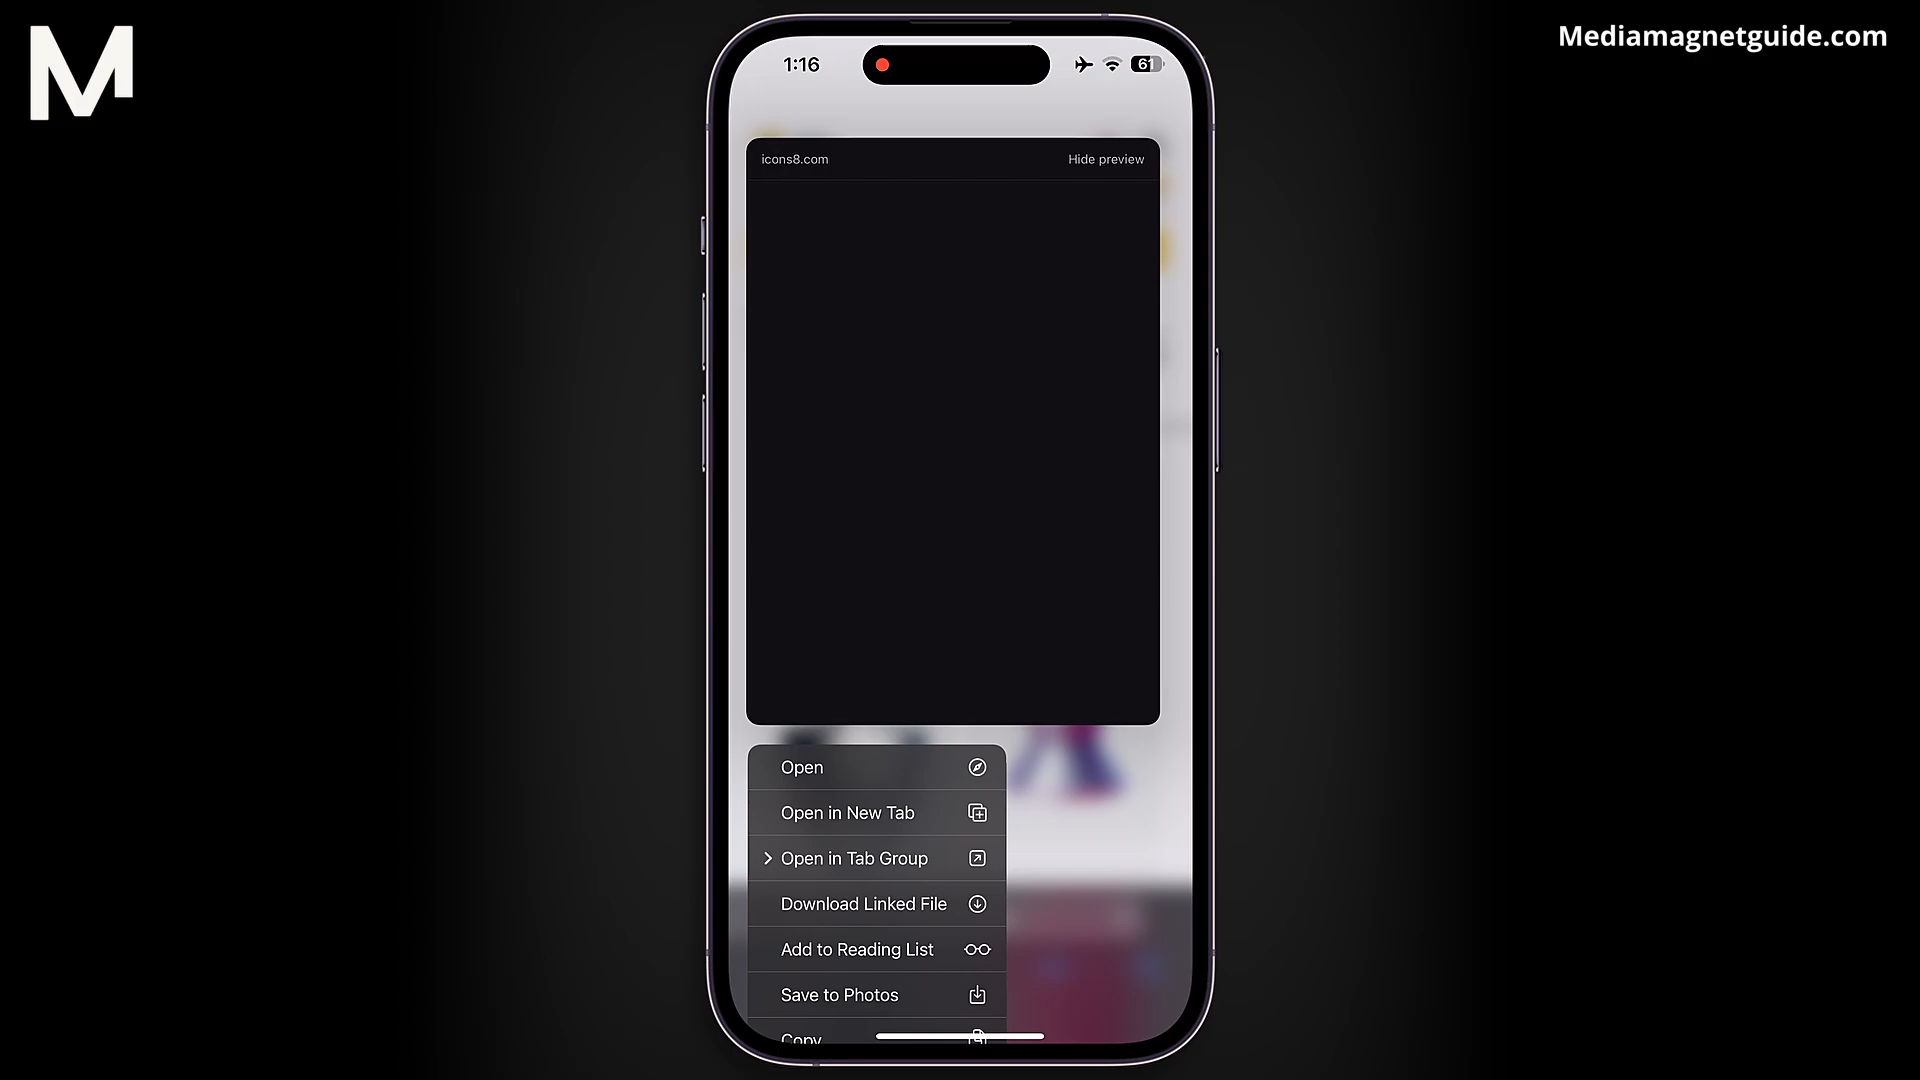 M
Mediamagnetguide.com
1:16
61
icons8.com
Hide preview
Open
Open in New Tab
Open in Tab Group
Download Linked File
Add to Reading List
Save to Photos
Copy